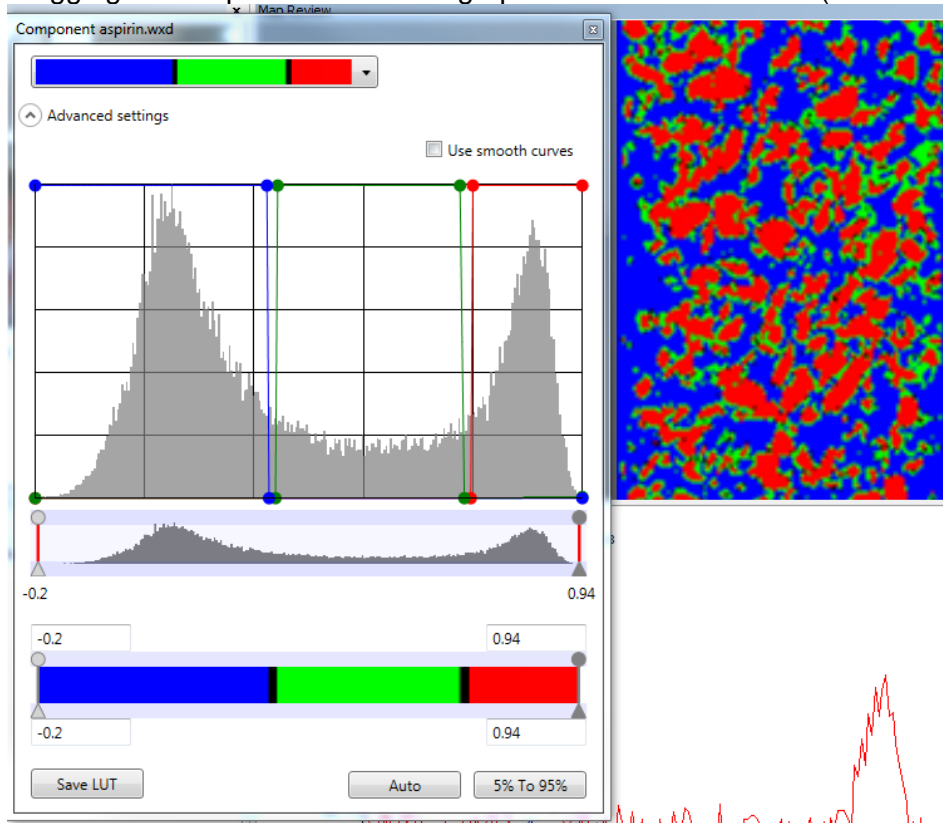 Map Review
Component aspirin.wxd
Advanced settings
Use smooth curves
-0.2 0.94
-0.2 0.94
-0.2 0.94
Save LUT Auto 5% To 95%